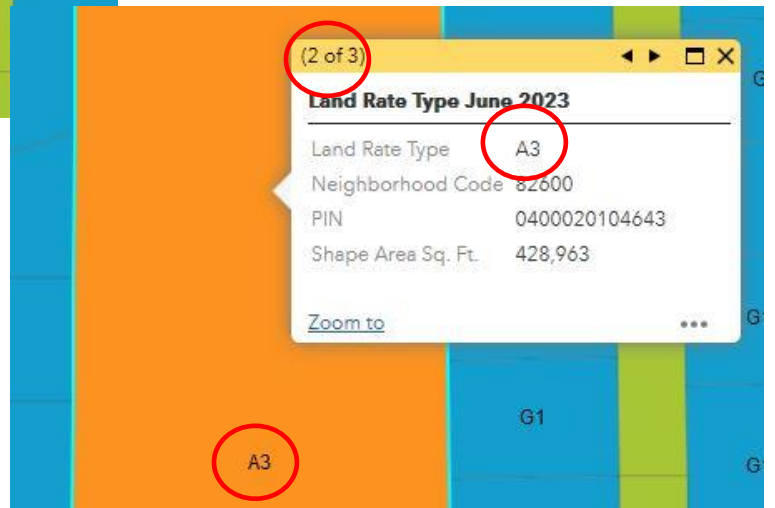 (2 of 3)
Land Rate Type June 2023
Land Rate Type A3
Neighborhood Code 82600
PIN 0400020104643
Shape Area Sq. Ft. 428,963
Zoom to
G1
A3